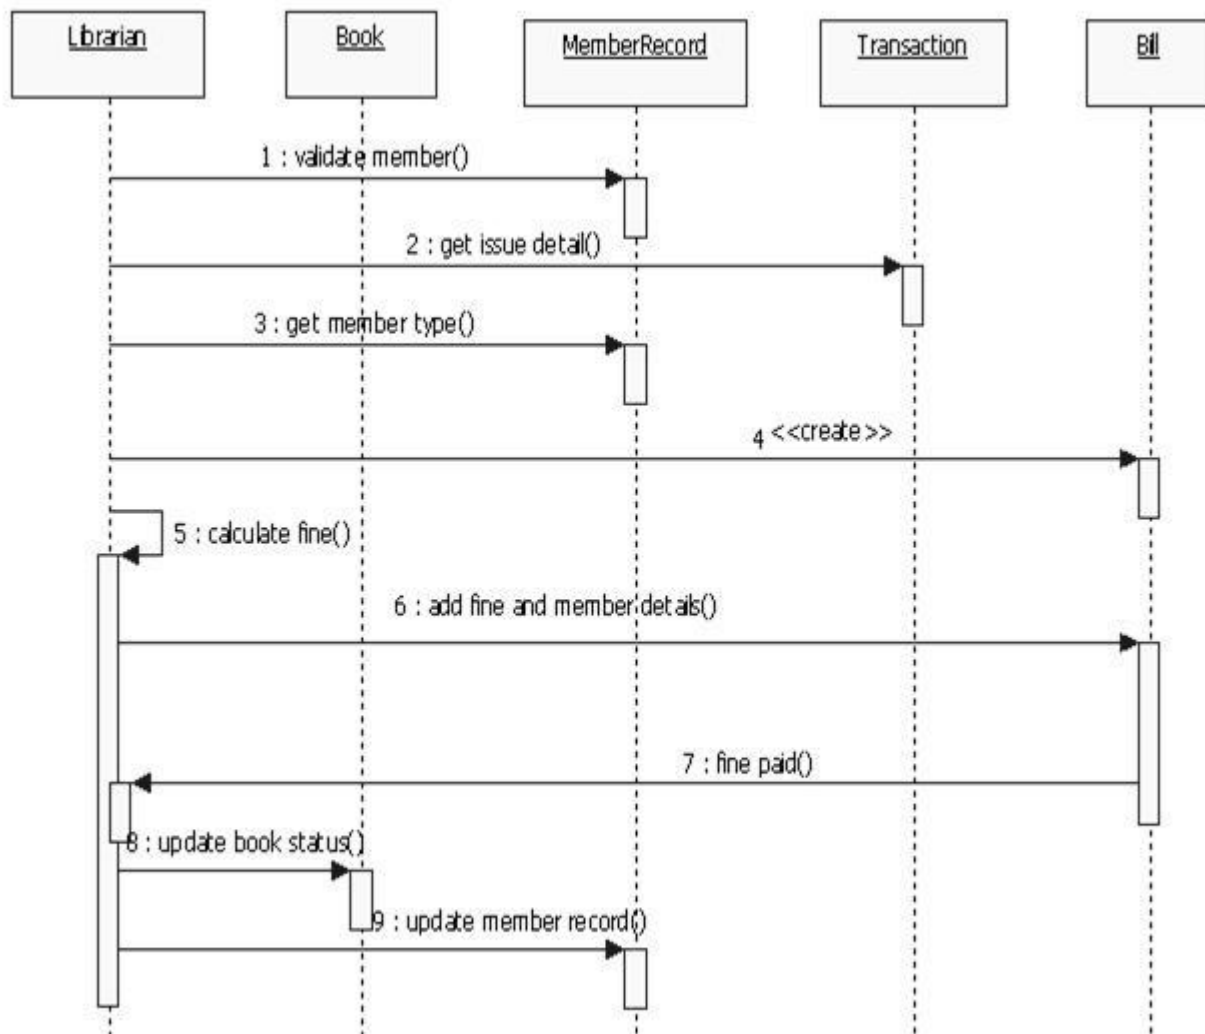 Librarian
Book
MemberRecord
Transaction
Bill
1 : validate member()
2 : get issue detail()
3 : get member type()
4 <<create>>
5 : calculate fine()
6 : add fine and member details()
7 : fine paid()
8 : update book status()
9 : update member record()